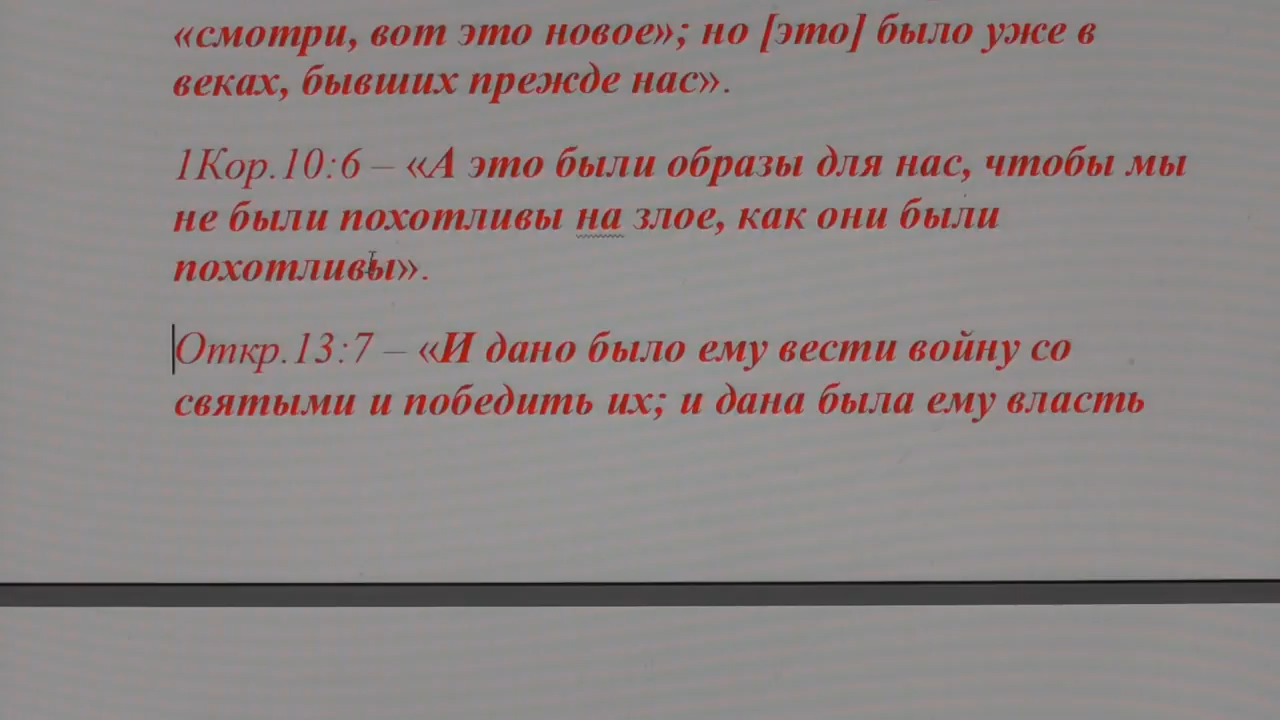 «смотри, вот это новое»; но [это] было уже в
веках, бывших прежде нас».
1Кор.10:6 – «А это были образы для нас, чтобы мы
не были похотливы на злое, как они были
похотливы».
Откр.13:7 – «И дано было ему вести войну со
святыми и победить их; и дана была ему власть